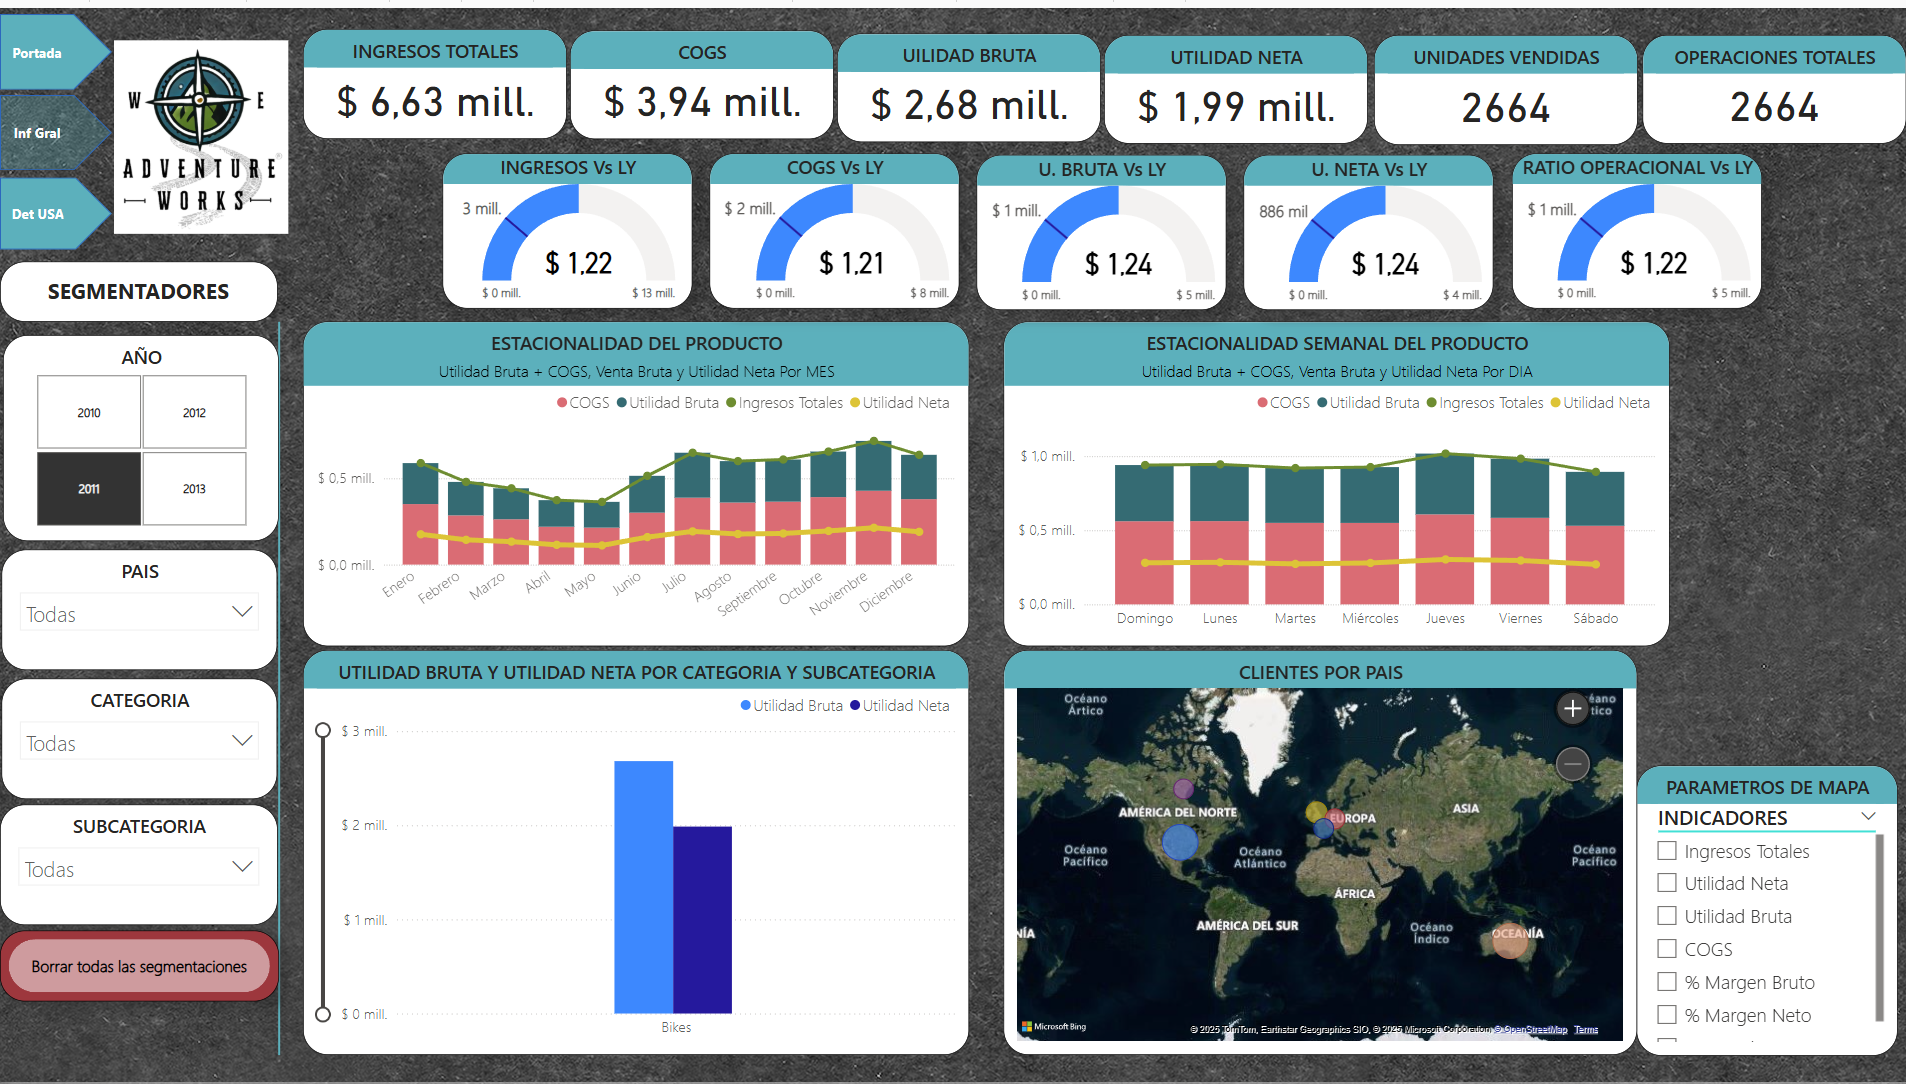 Portada
Inf Gral
Det USA
W E
ADVENTURE
WORKS
INGRESOS TOTALES
$ 6,63 mill.
COGS
$ 3,94 mill.
UILIDAD BRUTA
$ 2,68 mill.
UTILIDAD NETA
$ 1,99 mill.
UNIDADES VENDIDAS
2664
OPERACIONES TOTALES
2664
INGRESOS Vs LY
3 mill.
$ 1,22
$ 0 mill. $ 13 mill.
COGS Vs LY
$ 2 mill.
$ 1,21
$ 0 mill. $ 8 mill.
U. BRUTA Vs LY
$ 1 mill.
$ 1,24
$ 0 mill. $ 5 mill.
U. NETA Vs LY
886 mil
$ 1,24
$ 0 mill. $ 4 mill.
RATIO OPERACIONAL Vs LY
$ 1 mill.
$ 1,22
$ 0 mill. $ 5 mill.
SEGMENTADORES
AÑO
2010 2012
2011 2013
PAIS
Todas
CATEGORIA
Todas
SUBCATEGORIA
Todas
Borrar todas las segmentaciones
ESTACIONALIDAD DEL PRODUCTO
Utilidad Bruta + COGS, Venta Bruta y Utilidad Neta Por MES
COGS Utilidad Bruta Ingresos Totales Utilidad Neta
$ 0,5 mill.
$ 0,0 mill.
Enero Febrero Marzo Abril Mayo Junio Julio Agosto Septiembre Octubre Noviembre Diciembre
ESTACIONALIDAD SEMANAL DEL PRODUCTO
Utilidad Bruta + COGS, Venta Bruta y Utilidad Neta Por DIA
COGS Utilidad Bruta Ingresos Totales Utilidad Neta
$ 1,0 mill.
$ 0,5 mill.
$ 0,0 mill.
Domingo Lunes Martes Miércoles Jueves Viernes Sábado
UTILIDAD BRUTA Y UTILIDAD NETA POR CATEGORIA Y SUBCATEGORIA
Utilidad Bruta Utilidad Neta
$ 3 mill.
$ 2 mill.
$ 1 mill.
$ 0 mill.
Bikes
CLIENTES POR PAIS
Océano
Ártico
éano
tico
AMÉRICA DEL NORTE
EUROPA
ASIA
Océano
Pacífico
Océano
Atlántico
Océano
Pacífico
ÁFRICA
AMÉRICA DEL SUR
Océano
Índico
NÍA
OCEANÍA
Microsoft Bing
© 2025 TomTom, Earthstar Geographics SIO, © 2025 Microsoft Corporation, © OpenStreetMap Terms
PARAMETROS DE MAPA
INDICADORES
Ingresos Totales
Utilidad Neta
Utilidad Bruta
COGS
% Margen Bruto
% Margen Neto